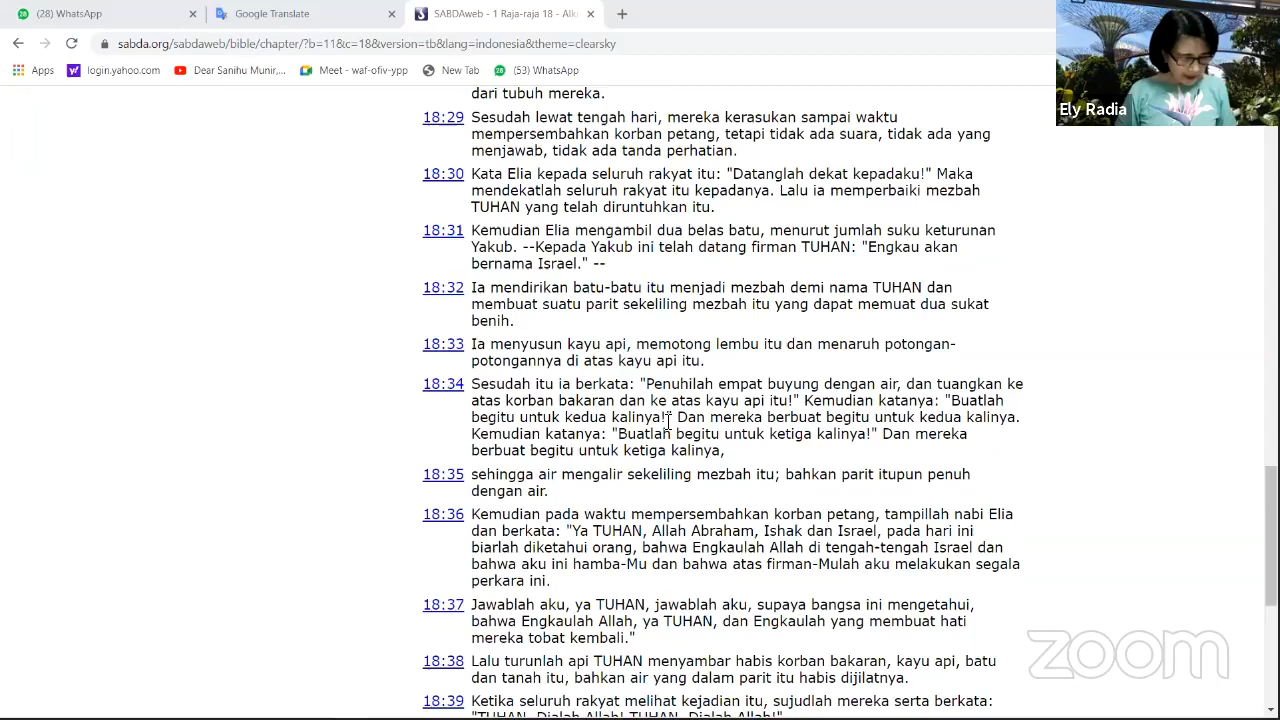 (28) WhatsApp
Google Translate
SABDAweb - 1 Raja-raja 18 - Alk
sabda.org/sabdaweb/bible/chapter/?b=11&c=18&version=tb&lang=indonesia&theme=clearsky
Apps
login.yahoo.com
Dear Sanihu Munir,...
Meet - waf-ofiv-ypp
New Tab
(53) WhatsApp
Ely Radia
dari tubuh mereka.
18:29 Sesudah lewat tengah hari, mereka kerasukan sampai waktu
mempersembahkan korban petang, tetapi tidak ada suara, tidak ada yang
menjawab, tidak ada tanda perhatian.
18:30 Kata Elia kepada seluruh rakyat itu: "Datanglah dekat kepadaku!" Maka
mendekatlah seluruh rakyat itu kepadanya. Lalu ia memperbaiki mezbah
TUHAN yang telah diruntuhkan itu.
18:31 Kemudian Elia mengambil dua belas batu, menurut jumlah suku keturunan
Yakub. --Kepada Yakub ini telah datang firman TUHAN: "Engkau akan
bernama Israel." --
18:32 Ia mendirikan batu-batu itu menjadi mezbah demi nama TUHAN dan
membuat suatu parit sekeliling mezbah itu yang dapat memuat dua sukat
benih.
18:33 Ia menyusun kayu api, memotong lembu itu dan menaruh potongan-
potongannya di atas kayu api itu.
18:34 Sesudah itu ia berkata: "Penuhilah empat buyung dengan air, dan tuangkan ke
atas korban bakaran dan ke atas kayu api itu!" Kemudian katanya: "Buatlah
begitu untuk kedua kalinya!" Dan mereka berbuat begitu untuk kedua kalinya.
Kemudian katanya: "Buatlah begitu untuk ketiga kalinya!" Dan mereka
berbuat begitu untuk ketiga kalinya,
18:35 sehingga air mengalir sekeliling mezbah itu; bahkan parit itupun penuh
dengan air.
18:36 Kemudian pada waktu mempersembahkan korban petang, tampillah nabi Elia
dan berkata: "Ya TUHAN, Allah Abraham, Ishak dan Israel, pada hari ini
biarlah diketahui orang, bahwa Engkaulah Allah di tengah-tengah Israel dan
bahwa aku ini hamba-Mu dan bahwa atas firman-Mulah aku melakukan segala
perkara ini.
18:37 Jawablah aku, ya TUHAN, jawablah aku, supaya bangsa ini mengetahui,
bahwa Engkaulah Allah, ya TUHAN, dan Engkaulah yang membuat hati
mereka tobat kembali."
18:38 Lalu turunlah api TUHAN menyambar habis korban bakaran, kayu api, batu
dan tanah itu, bahkan air yang dalam parit itu habis dijilatnya.
18:39 Ketika seluruh rakyat melihat kejadian itu, sujudlah mereka serta berkata:
"TUHAN, Dialah Allah! TUHAN, Dialah Allah!"
zoom